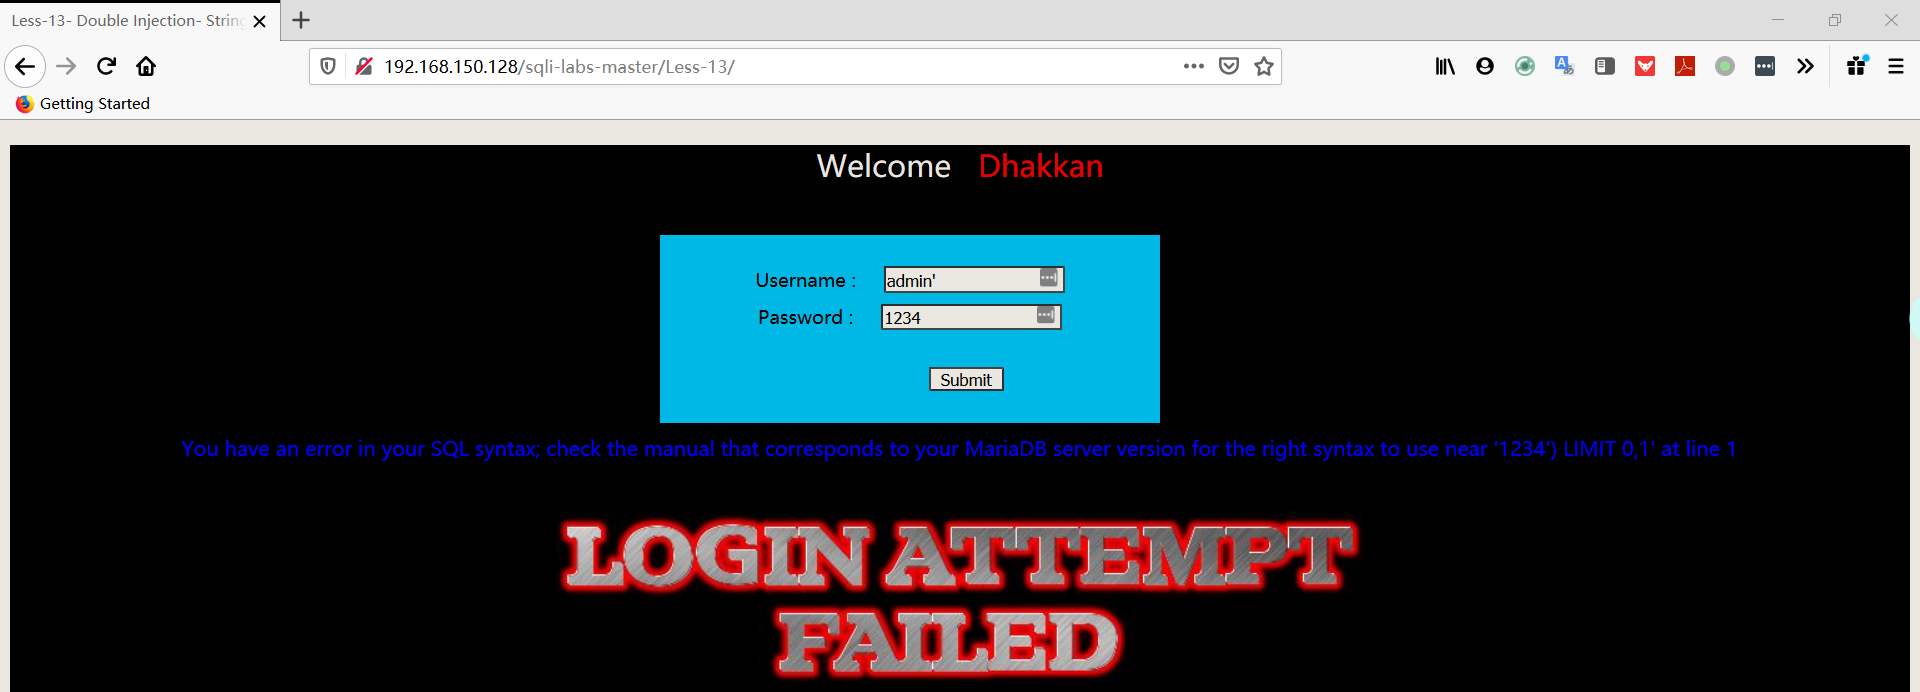 Less-13- Double Injection- String
192.168.150.128/sqli-labs-master/Less-13/
Getting Started
Welcome Dhakkan
Username : admin'
Password : 1234
Submit
You have an error in your SQL syntax; check the manual that corresponds to your MariaDB server version for the right syntax to use near '1234') LIMIT 0,1' at line 1
LOGIN ATTEMPT
FAILED